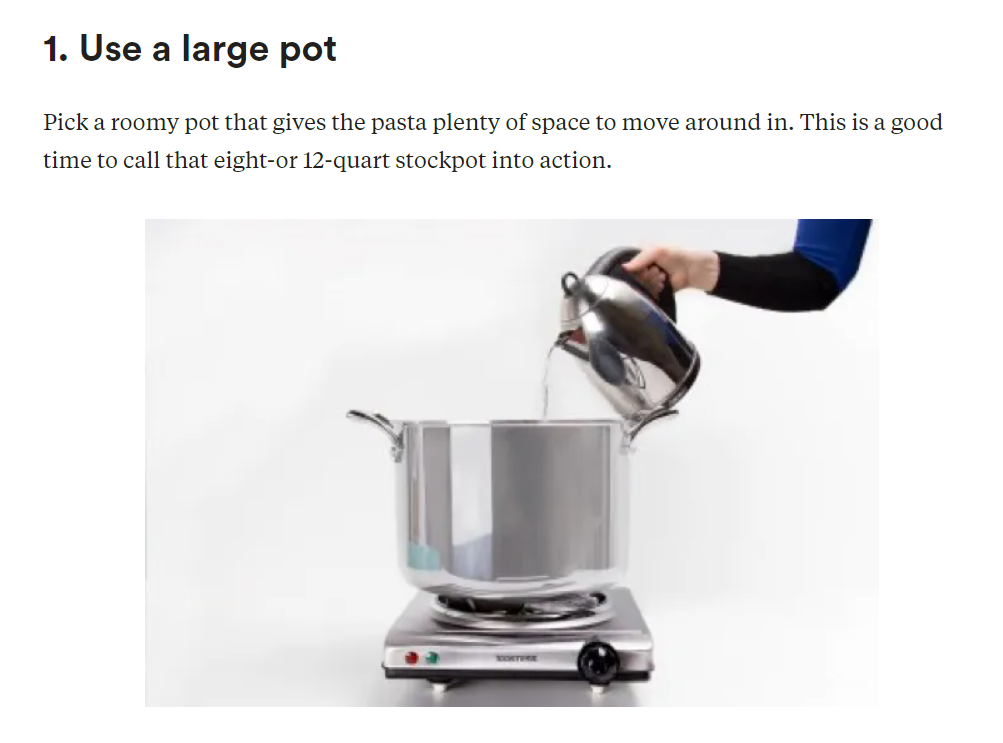 1. Use a large pot
Pick a roomy pot that gives the pasta plenty of space to move around in. This is a good
time to call that eight-or 12-quart stockpot into action.